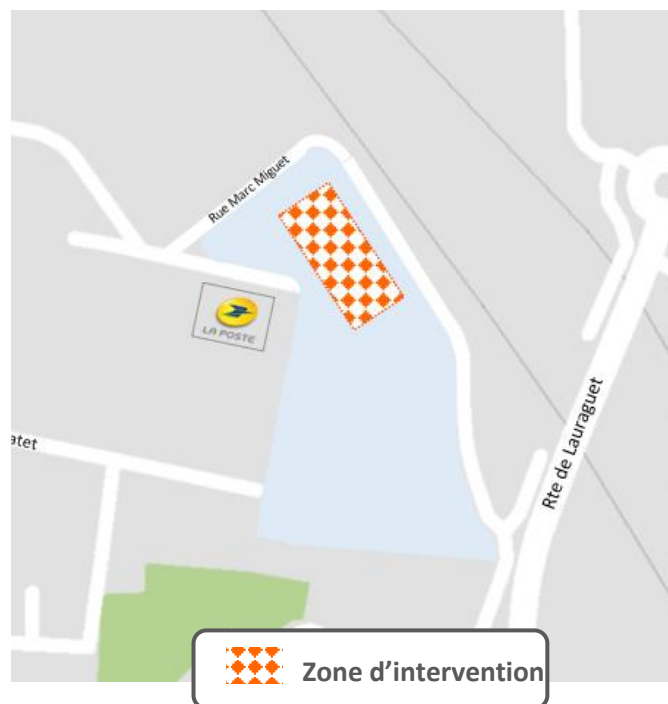 Rue Marc Miguet
LA POSTE
atet
Rte de Lauraguet
Zone d’intervention